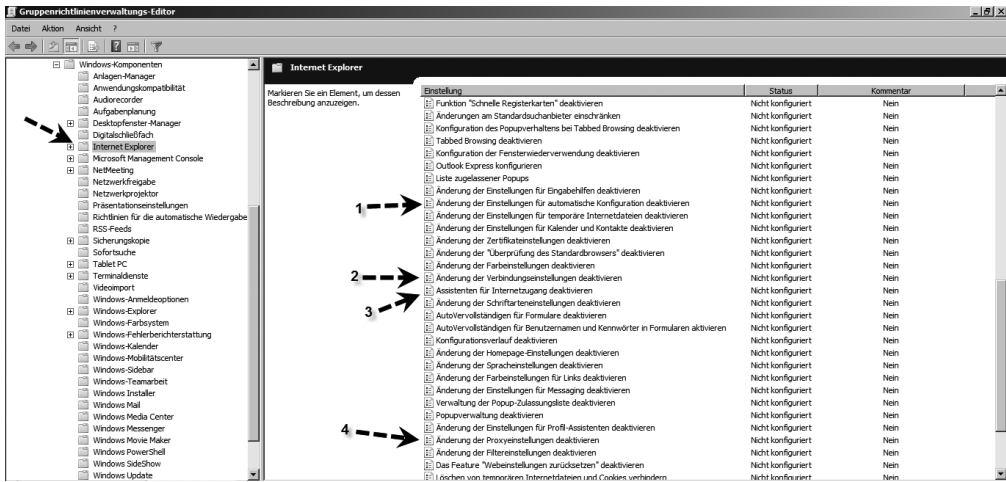 Gruppenrichtlinienverwaltungs-Editor
Datei Aktion Ansicht ?
Windows-Komponenten
Anlagen-Manager
Anwendungskompatibilität
Audiorecorder
Aufgabenplanung
Desktopfenster-Manager
Digitalschließfach
Internet Explorer
Microsoft Management Console
NetMeeting
Netzwerkfreigabe
Netzwerkprojektor
Präsentationseinstellungen
Richtlinien für die automatische Wiedergabe
RSS-Feeds
Sicherungskopie
Sofortsuche
Tablet PC
Terminaldienste
Videoimport
Windows-Anmeldeoptionen
Windows-Explorer
Windows-Farbsystem
Windows-Fehlerberichterstattung
Windows-Kalender
Windows-Mobilitätscenter
Windows-Sidebar
Windows-Teamarbeit
Windows Installer
Windows Mail
Windows Media Center
Windows Messenger
Windows Movie Maker
Windows PowerShell
Windows SideShow
Windows Update
Internet Explorer
Markieren Sie ein Element, um dessen
Beschreibung anzuzeigen.
Einstellung Status Kommentar
Funktion "Schnelle Registerkarten" deaktivieren Nicht konfiguriert Nein
Änderungen am Standardsuchanbieter einschränken Nicht konfiguriert Nein
Konfiguration des Popupverhaltens bei Tabbed Browsing deaktivieren Nicht konfiguriert Nein
Tabbed Browsing deaktivieren Nicht konfiguriert Nein
Konfiguration der Fensterwiederverwendung deaktivieren Nicht konfiguriert Nein
Outlook Express konfigurieren Nicht konfiguriert Nein
Liste zugelassener Popups Nicht konfiguriert Nein
Änderung der Einstellungen für Eingabehilfen deaktivieren Nicht konfiguriert Nein
1 Änderung der Einstellungen für automatische Konfiguration deaktivieren Nicht konfiguriert Nein
Änderung der Einstellungen für temporäre Internetdateien deaktivieren Nicht konfiguriert Nein
Änderung der Einstellungen für Kalender und Kontakte deaktivieren Nicht konfiguriert Nein
Änderung der Zertifikateinstellungen deaktivieren Nicht konfiguriert Nein
Änderung der "Überprüfung des Standardbrowsers" deaktivieren Nicht konfiguriert Nein
Änderung der Farbeinstellungen deaktivieren Nicht konfiguriert Nein
2 Änderung der Verbindungseinstellungen deaktivieren Nicht konfiguriert Nein
3 Assistenten für Internetzugang deaktivieren Nicht konfiguriert Nein
Änderung der Schriftarteneinstellungen deaktivieren Nicht konfiguriert Nein
AutoVervollständigen für Formulare deaktivieren Nicht konfiguriert Nein
AutoVervollständigen für Benutzernamen und Kennwörter in Formularen aktivieren Nicht konfiguriert Nein
Konfigurationsverlauf deaktivieren Nicht konfiguriert Nein
Änderung der Homepage-Einstellungen deaktivieren Nicht konfiguriert Nein
Änderung der Spracheinstellungen deaktivieren Nicht konfiguriert Nein
Änderung der Farbeinstellungen für Links deaktivieren Nicht konfiguriert Nein
Änderung der Einstellungen für Messaging deaktivieren Nicht konfiguriert Nein
Verwaltung der Popup-Zulassungsliste deaktivieren Nicht konfiguriert Nein
Popupverwaltung deaktivieren Nicht konfiguriert Nein
Änderung der Einstellungen für Profil-Assistenten deaktivieren Nicht konfiguriert Nein
4 Änderung der Proxyeinstellungen deaktivieren Nicht konfiguriert Nein
Änderung der Filtereinstellungen deaktivieren Nicht konfiguriert Nein
Das Feature "Webeinstellungen zurücksetzen" deaktivieren Nicht konfiguriert Nein
Löschen von temporären Internetdateien und Cookies verhindern Nicht konfiguriert Nein